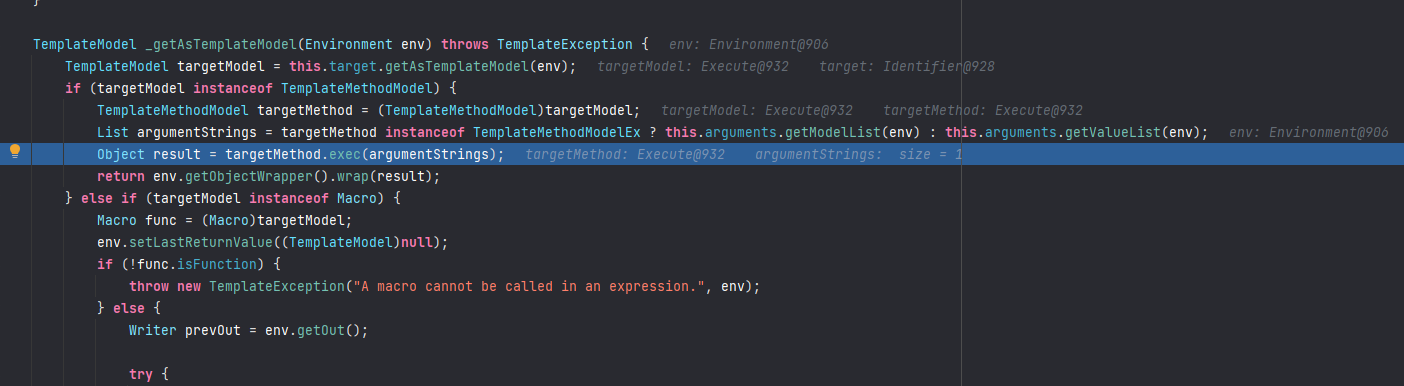 }
TemplateModel _getAsTemplateModel(Environment env) throws TemplateException {   env: Environment@906
    TemplateModel targetModel = this.target.getAsTemplateModel(env);   targetModel: Execute@932    target: Identifier@928
    if (targetModel instanceof TemplateMethodModel) {
        TemplateMethodModel targetMethod = (TemplateMethodModel)targetModel;   targetModel: Execute@932    targetMethod: Execute@932
        List argumentStrings = targetMethod instanceof TemplateMethodModelEx ? this.arguments.getModelList(env) : this.arguments.getValueList(env);   env: Environment@906
        Object result = targetMethod.exec(argumentStrings);   targetMethod: Execute@932    argumentStrings:  size = 1
        return env.getObjectWrapper().wrap(result);
    } else if (targetModel instanceof Macro) {
        Macro func = (Macro)targetModel;
        env.setLastReturnValue((TemplateModel)null);
        if (!func.isFunction) {
            throw new TemplateException("A macro cannot be called in an expression.", env);
        } else {
            Writer prevOut = env.getOut();
            try {